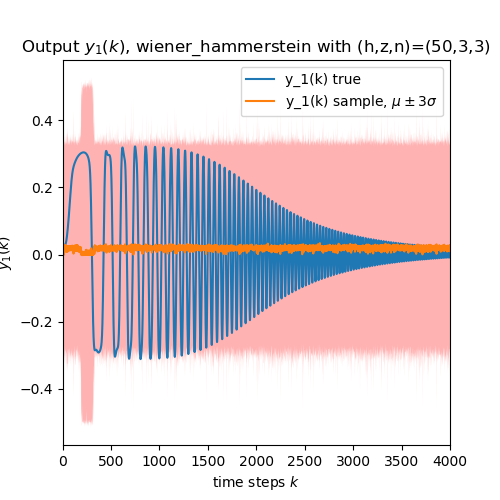 Output y₁(k), wiener_hammerstein with (h,z,n)=(50,3,3)
y_1(k) true
y_1(k) sample, μ ± 3σ
0.4
0.2
0.0
−0.2
−0.4
y₁(k)
0 500 1000 1500 2000 2500 3000 3500 4000
time steps k